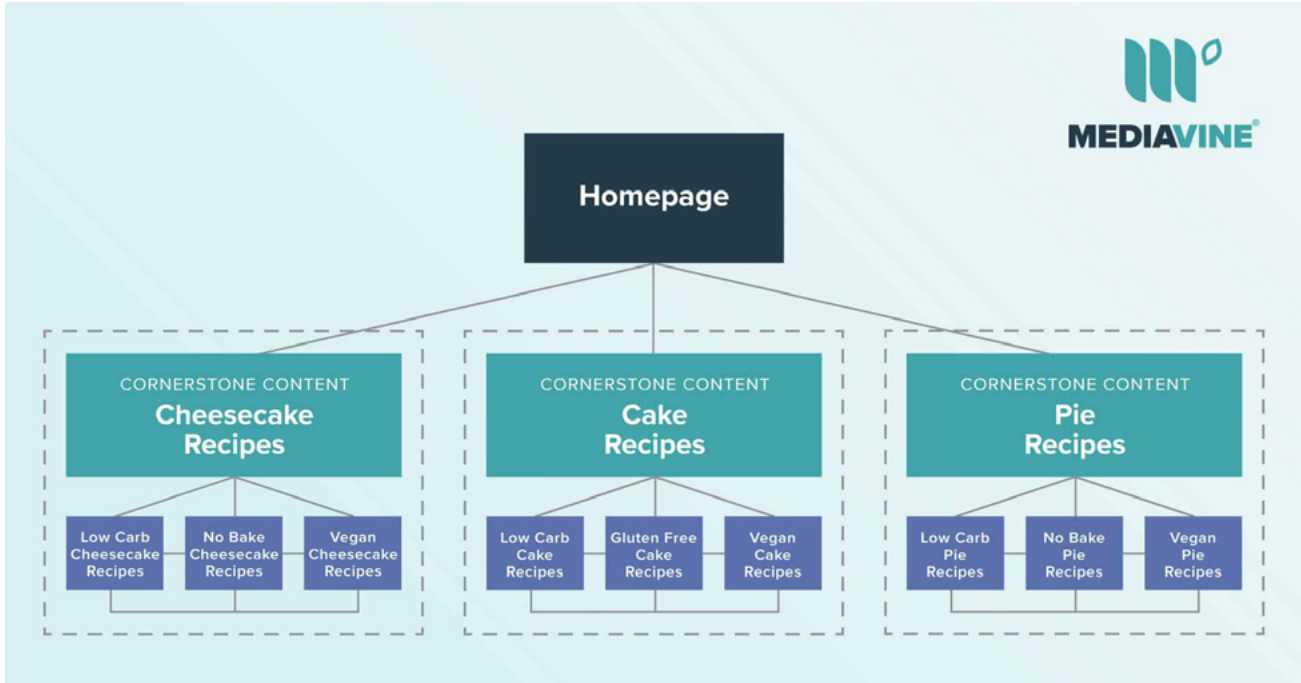 MEDIAVINE®
Homepage
CORNERSTONE CONTENT
Cheesecake
Recipes
CORNERSTONE CONTENT
Cake
Recipes
CORNERSTONE CONTENT
Pie
Recipes
Low Carb
Cheesecake
Recipes
No Bake
Cheesecake
Recipes
Vegan
Cheesecake
Recipes
Low Carb
Cake
Recipes
Gluten Free
Cake
Recipes
Vegan
Cake
Recipes
Low Carb
Pie
Recipes
No Bake
Pie
Recipes
Vegan
Pie
Recipes